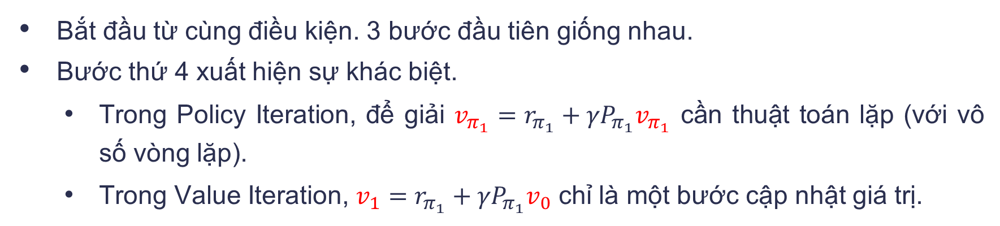 • Bắt đầu từ cùng điều kiện. 3 bước đầu tiên giống nhau.
• Bước thứ 4 xuất hiện sự khác biệt.
• Trong Policy Iteration, để giải $v_{\pi_1} = r_{\pi_1} + \gamma P_{\pi_1} v_{\pi_1}$ cần thuật toán lặp (với vô
số vòng lặp).
• Trong Value Iteration, $v_1 = r_{\pi_1} + \gamma P_{\pi_1} v_0$ chỉ là một bước cập nhật giá trị.